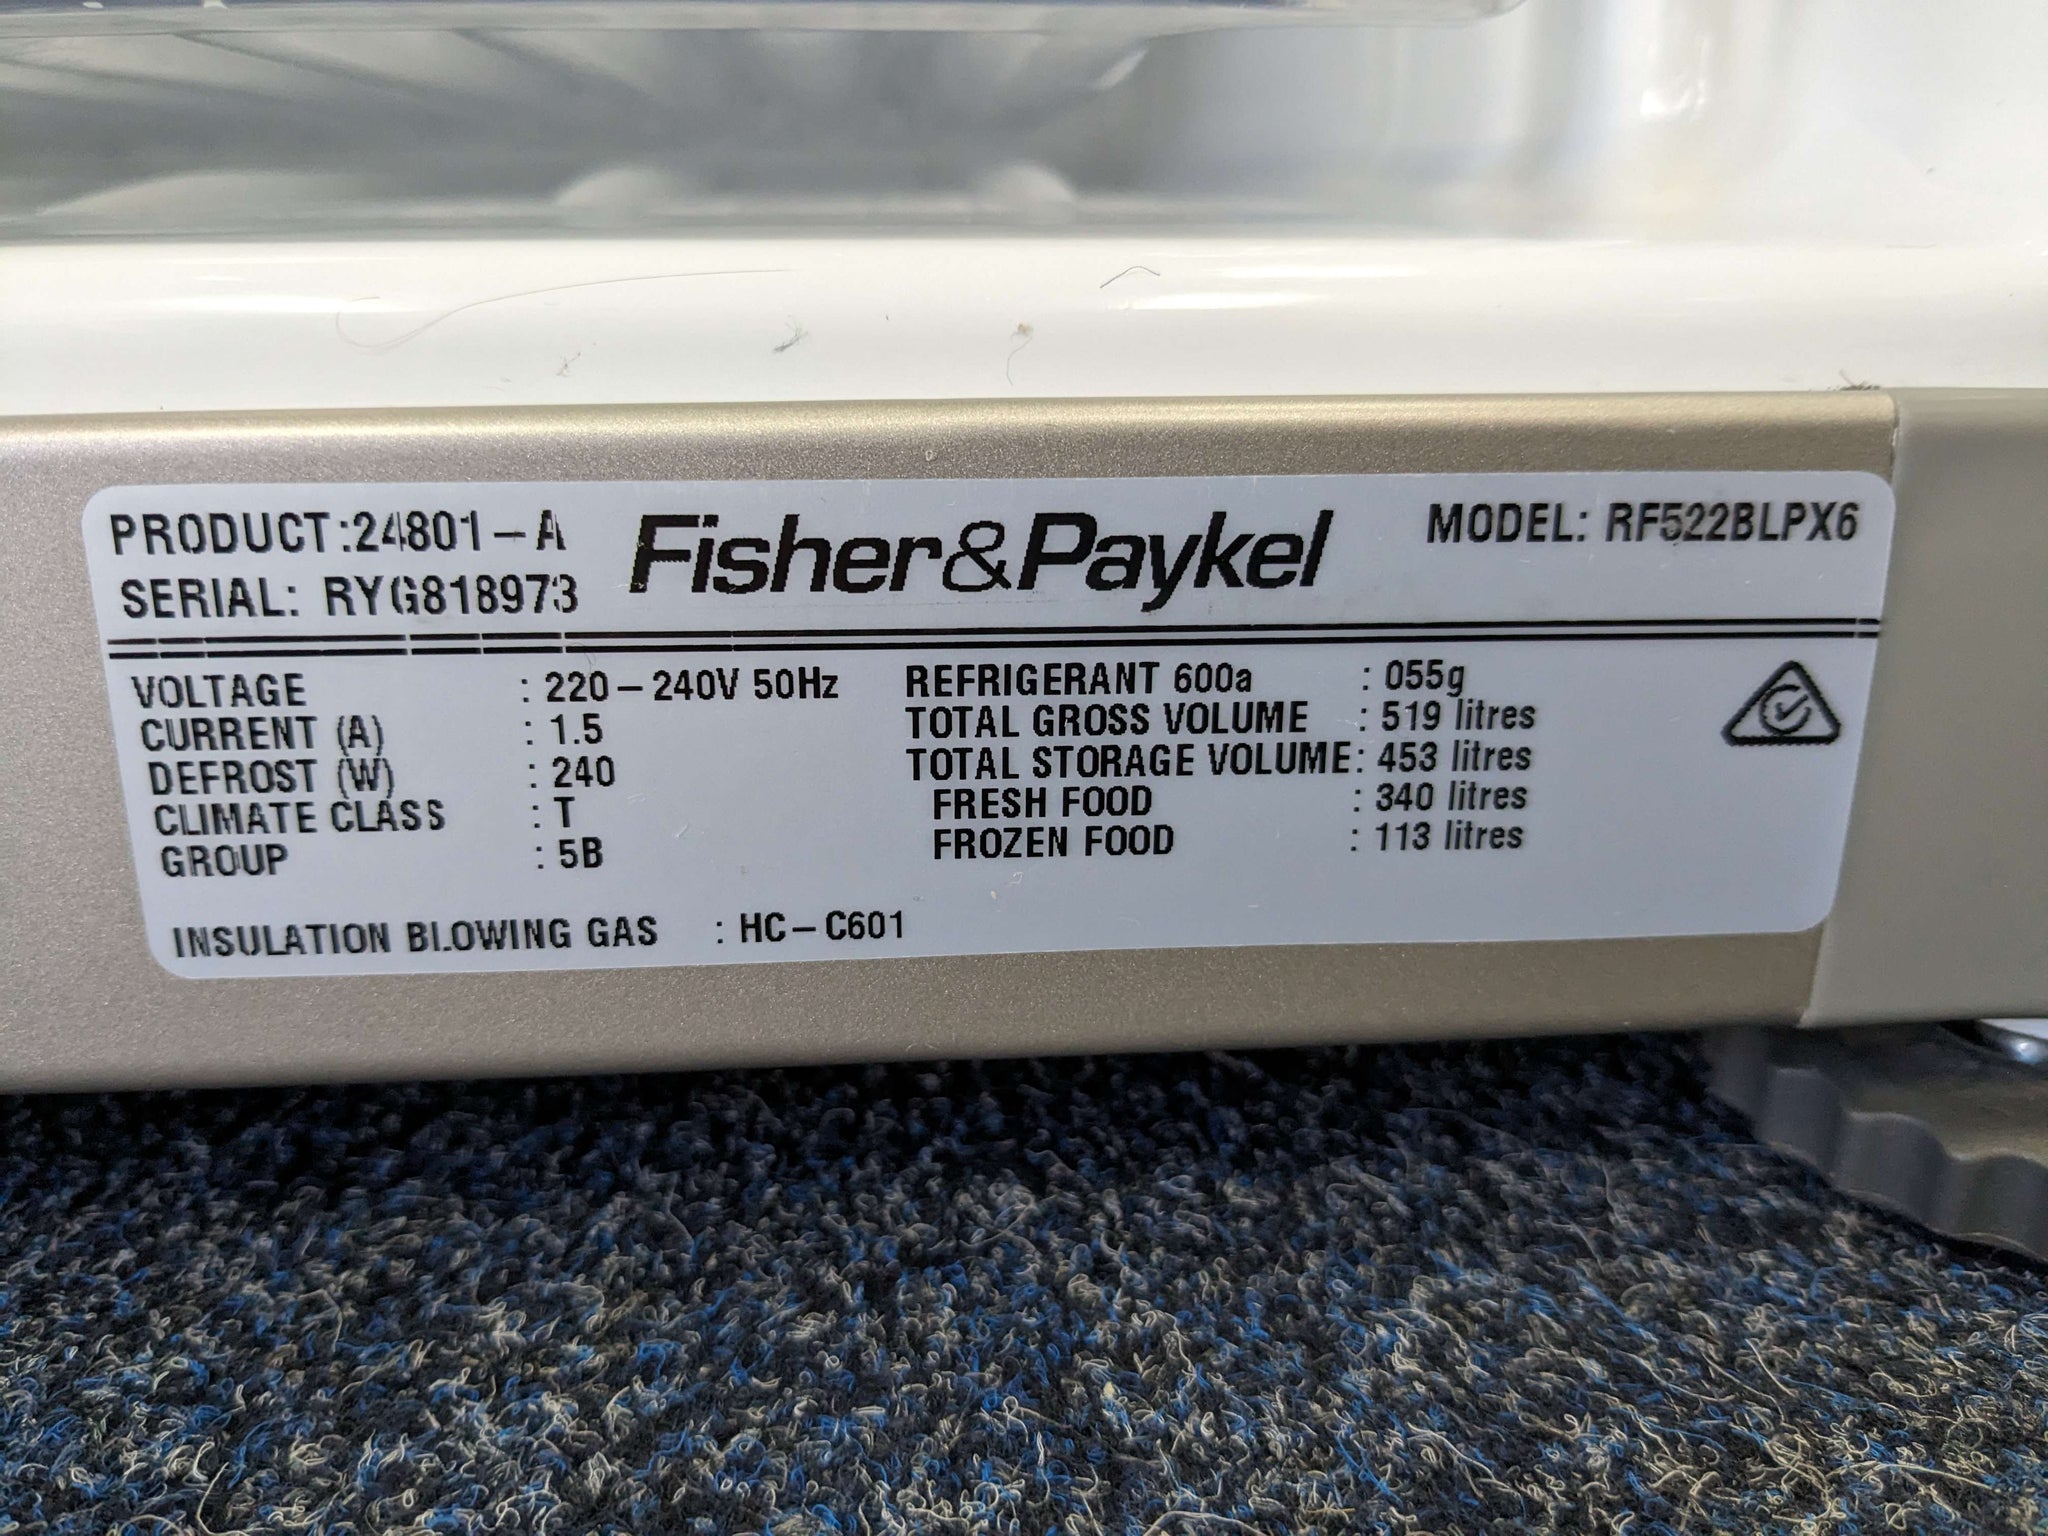 PRODUCT:24801-A
SERIAL: RYG818973
Fisher&Paykel
MODEL: RF522BLPX6
VOLTAGE : 220-240V 50Hz
CURRENT (A) : 1.5
DEFROST (W) : 240
CLIMATE CLASS : T
GROUP : 5B
REFRIGERANT 600a : 055g
TOTAL GROSS VOLUME : 519 litres
TOTAL STORAGE VOLUME: 453 litres
FRESH FOOD : 340 litres
FROZEN FOOD : 113 litres
INSULATION BLOWING GAS : HC-C601